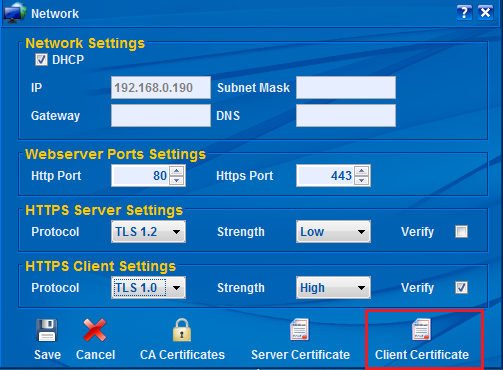 Network
Network Settings
DHCP
IP 192.168.0.190 Subnet Mask
Gateway DNS
Webserver Ports Settings
Http Port 80 Https Port 443
HTTPS Server Settings
Protocol TLS 1.2 Strength Low Verify
HTTPS Client Settings
Protocol TLS 1.0 Strength High Verify
Save Cancel CA Certificates Server Certificate Client Certificate